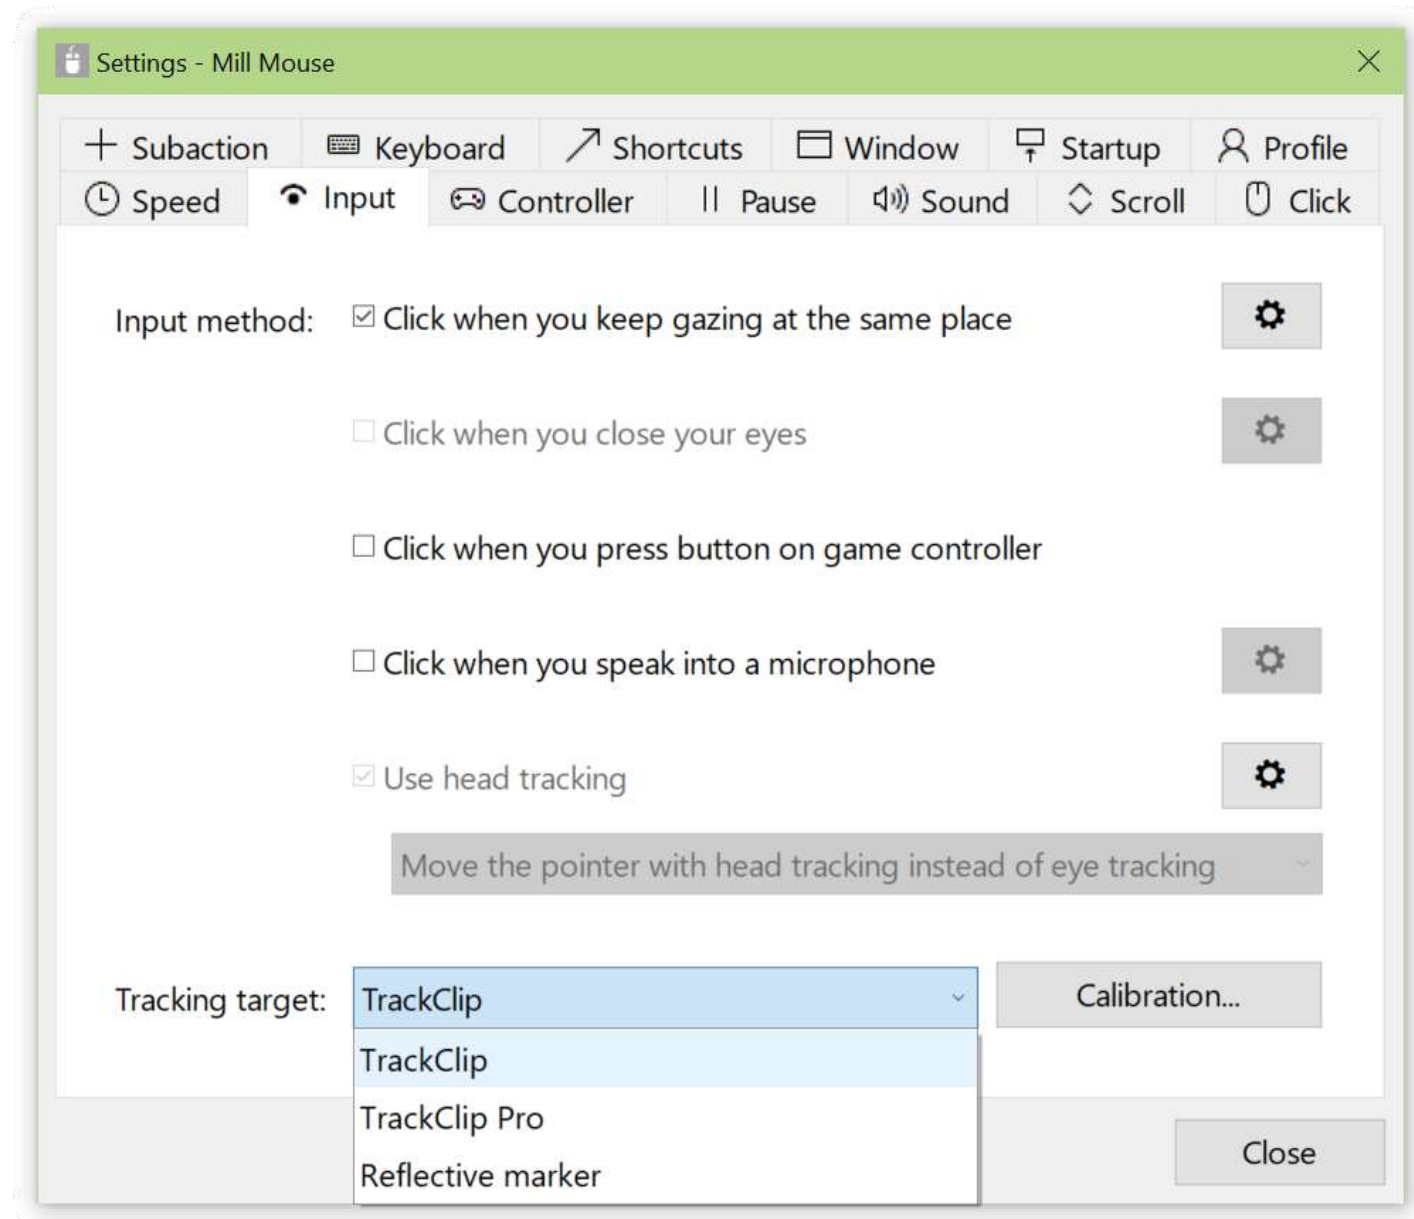 Settings - Mill Mouse
Subaction Keyboard Shortcuts Window Startup Profile
Speed Input Controller Pause Sound Scroll Click
Input method: Click when you keep gazing at the same place
Click when you close your eyes
Click when you press button on game controller
Click when you speak into a microphone
Use head tracking
Move the pointer with head tracking instead of eye tracking
Tracking target: TrackClip Calibration...
TrackClip
TrackClip Pro
Reflective marker
Close